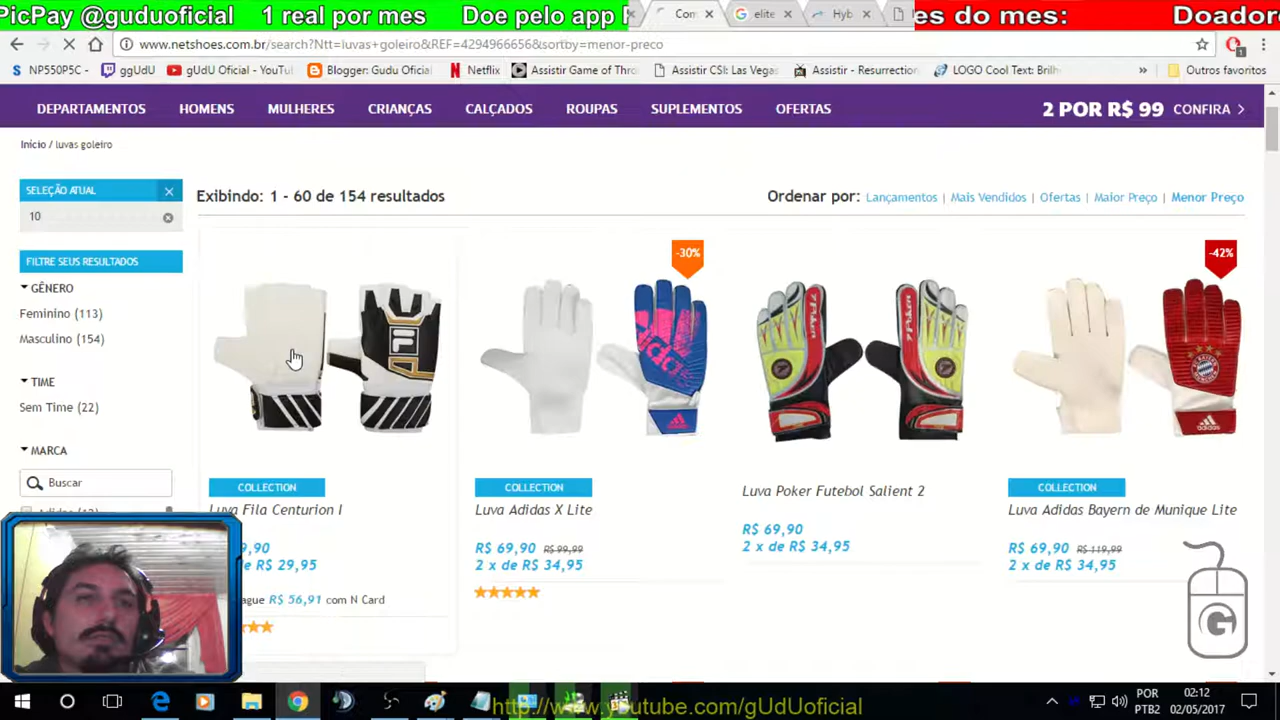 PicPay @guduoficial 1 real por mes Doe pelo app
es do mes: Doador
Com
elite
Hyb
www.netshoes.com.br/search?Ntt=luvas+goleiro&REF=4294966656&sortby=menor-preco
NP550P5C -
ggUdU
gUdU Oficial - YouTu
Blogger: Gudu Oficial
Netflix
Assistir Game of Thro
Assistir CSI: Las Vegas
Assistir - Resurrection
LOGO Cool Text: Brilh
»
Outros favoritos
DEPARTAMENTOS HOMENS MULHERES CRIANÇAS CALÇADOS ROUPAS SUPLEMENTOS OFERTAS 2 POR R$ 99 CONFIRA
Início / luvas goleiro
SELEÇÃO ATUAL
10
Exibindo: 1 - 60 de 154 resultados
Ordenar por: Lançamentos | Mais Vendidos | Ofertas | Maior Preço | Menor Preço
FILTRE SEUS RESULTADOS
GÊNERO
Feminino (113)
Masculino (154)
TIME
Sem Time (22)
MARCA
Buscar
-30%
-42%
COLLECTION
Luva Fila Centurion I
9,90
de R$ 29,95
ague R$ 56,91 com N Card
COLLECTION
Luva Adidas X Lite
R$ 69,90 R$ 99,99
2 x de R$ 34,95
Luva Poker Futebol Salient 2
R$ 69,90
2 x de R$ 34,95
COLLECTION
Luva Adidas Bayern de Munique Lite
R$ 69,90 R$ 119,99
2 x de R$ 34,95
G
http://www.youtube.com/gUdUoficial
POR
PTB2
02:12
02/05/2017